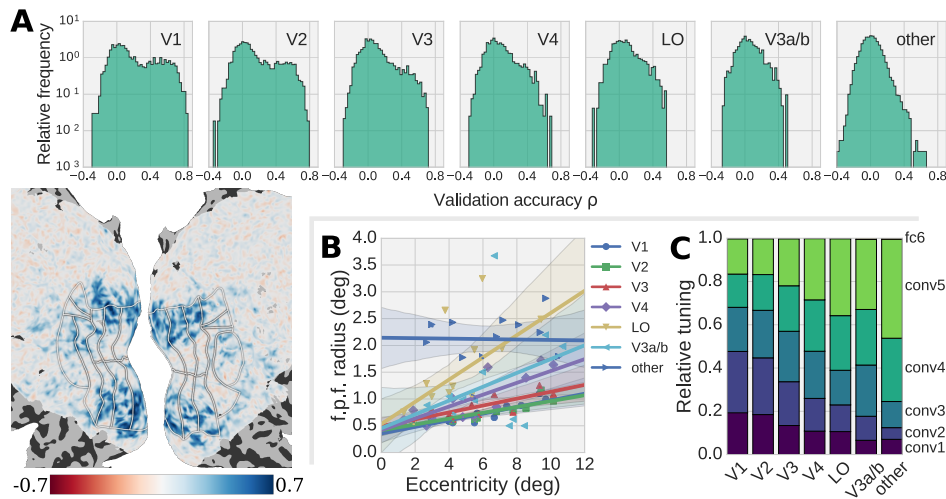 A
V1
V2
V3
V4
LO
V3a/b
other
Relative frequency
10^1
10^0
10^1
10^2
10^3
−0.4 0.0 0.4 0.8
−0.4 0.0 0.4 0.8
−0.4 0.0 0.4 0.8
−0.4 0.0 0.4 0.8
−0.4 0.0 0.4 0.8
−0.4 0.0 0.4 0.8
−0.4 0.0 0.4 0.8
Validation accuracy ρ
-0.7
0.7
B
f.p.f. radius (deg)
4.0
3.5
3.0
2.5
2.0
1.5
1.0
0.5
0.0
0 2 4 6 8 10 12
Eccentricity (deg)
V1
V2
V3
V4
LO
V3a/b
other
C
Relative tuning
1.0
0.8
0.6
0.4
0.2
0.0
fc6
conv5
conv4
conv3
conv2
conv1
V1
V2
V3
V4
LO
V3a/b
other